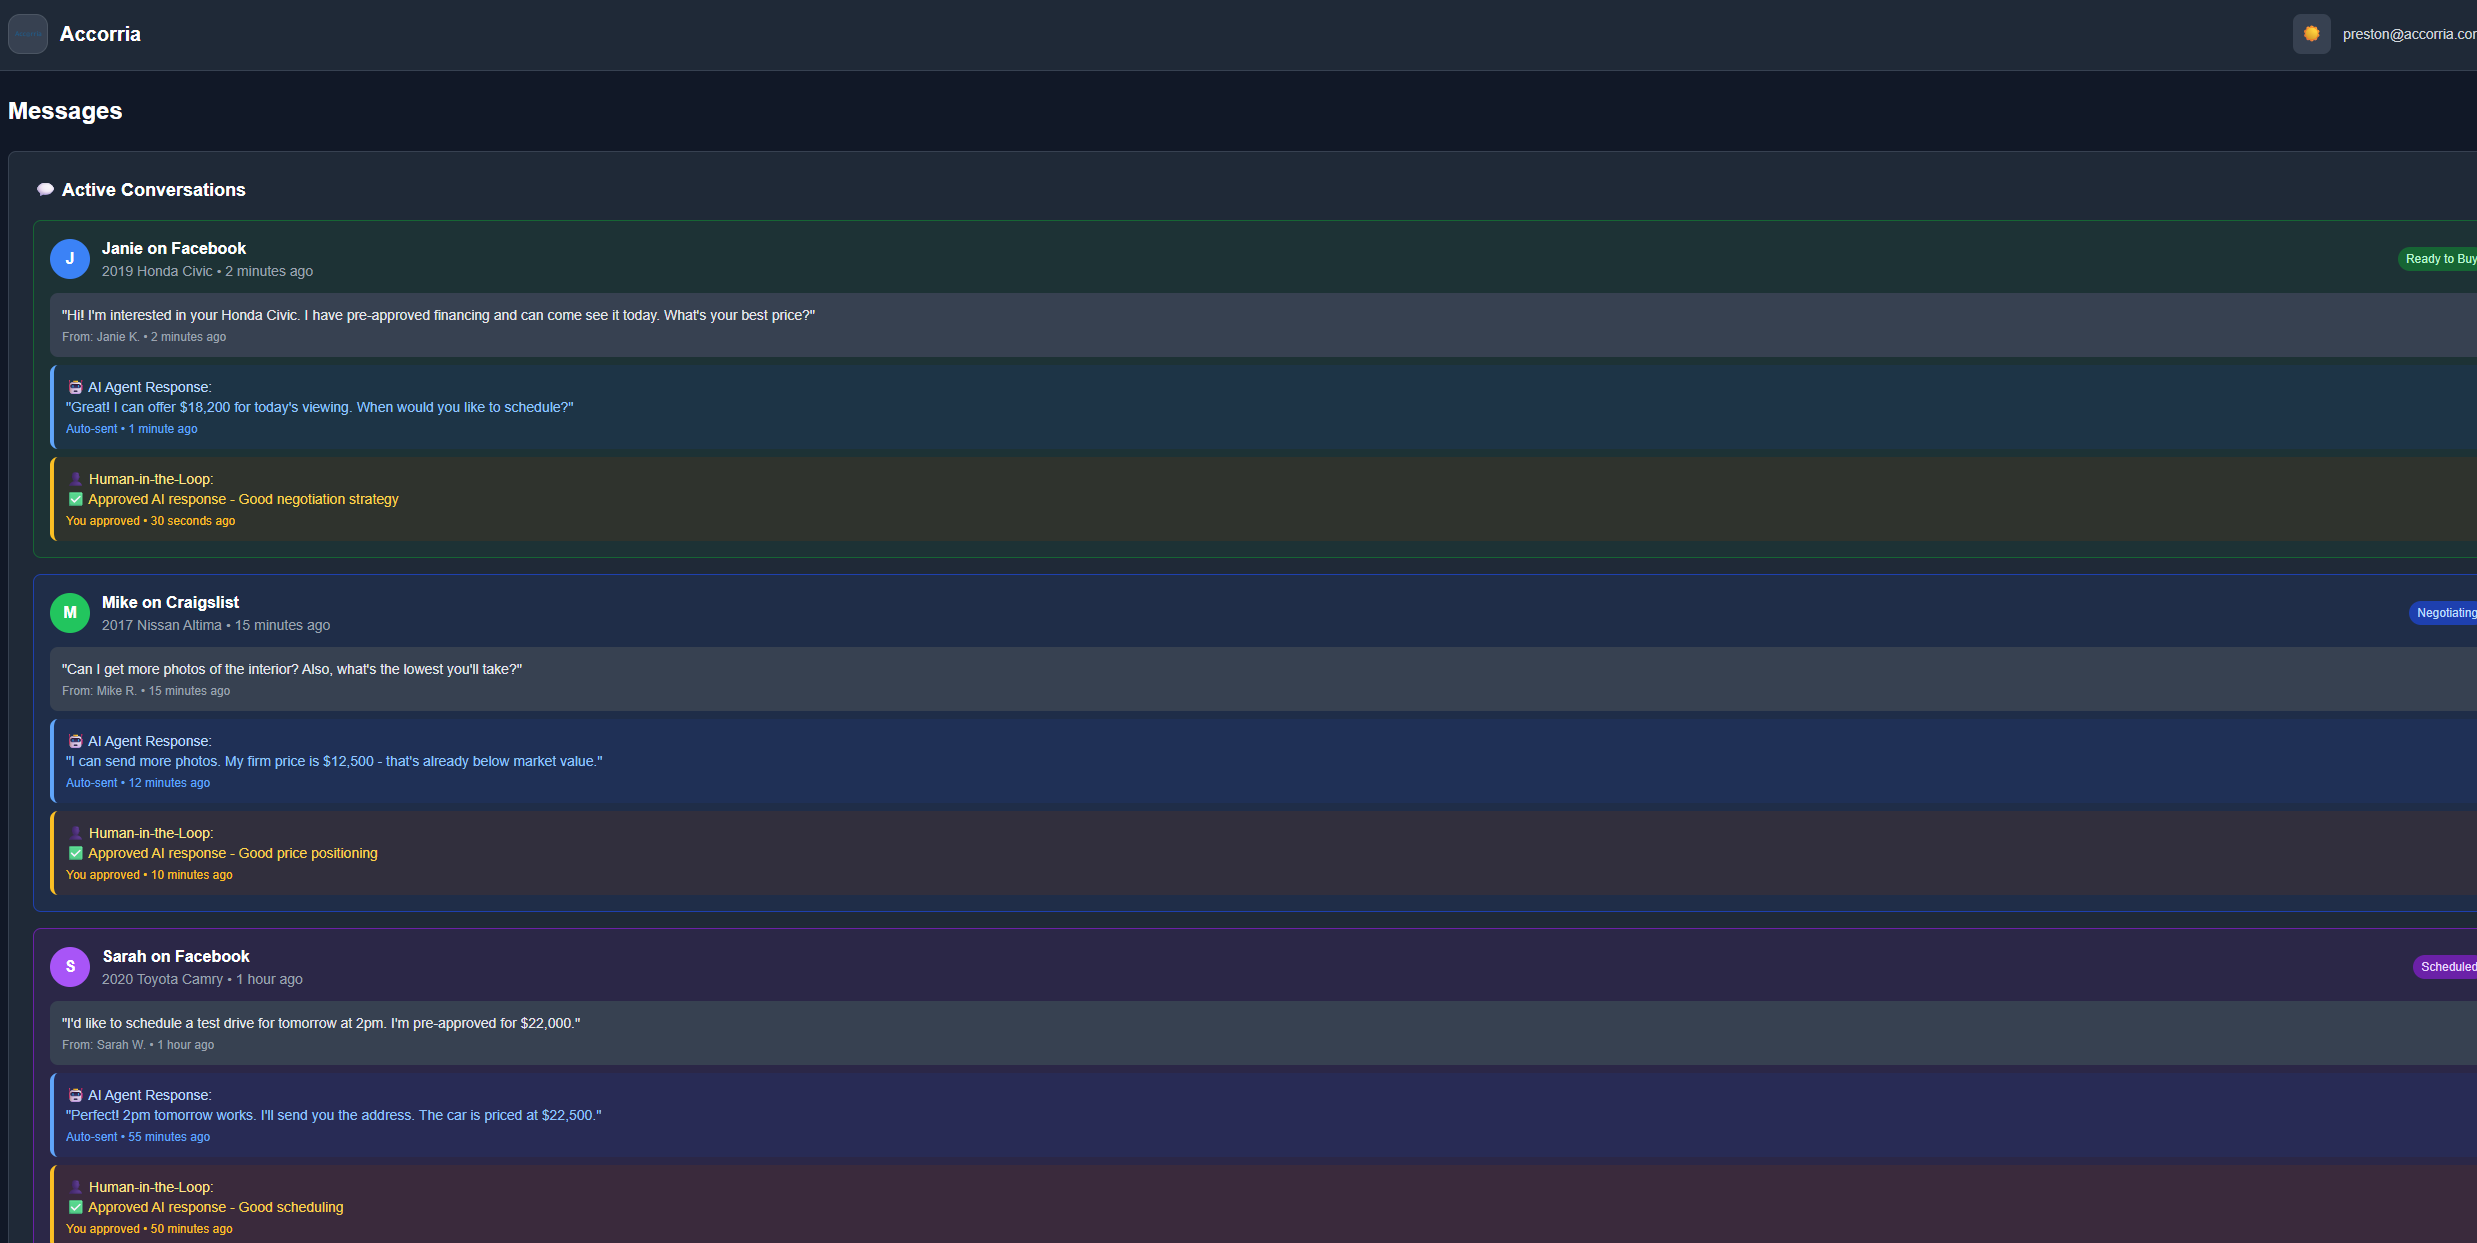 Accorria
preston@accorria.cor
Messages
💬 Active Conversations
J
Janie on Facebook
2019 Honda Civic • 2 minutes ago
Ready to Buy
"Hi! I'm interested in your Honda Civic. I have pre-approved financing and can come see it today. What's your best price?"
From: Janie K. • 2 minutes ago
🤖 AI Agent Response:
"Great! I can offer $18,200 for today's viewing. When would you like to schedule?"
Auto-sent • 1 minute ago
👤 Human-in-the-Loop:
✅ Approved AI response - Good negotiation strategy
You approved • 30 seconds ago
M
Mike on Craigslist
2017 Nissan Altima • 15 minutes ago
Negotiating
"Can I get more photos of the interior? Also, what's the lowest you'll take?"
From: Mike R. • 15 minutes ago
🤖 AI Agent Response:
"I can send more photos. My firm price is $12,500 - that's already below market value."
Auto-sent • 12 minutes ago
👤 Human-in-the-Loop:
✅ Approved AI response - Good price positioning
You approved • 10 minutes ago
S
Sarah on Facebook
2020 Toyota Camry • 1 hour ago
Scheduled
"I'd like to schedule a test drive for tomorrow at 2pm. I'm pre-approved for $22,000."
From: Sarah W. • 1 hour ago
🤖 AI Agent Response:
"Perfect! 2pm tomorrow works. I'll send you the address. The car is priced at $22,500."
Auto-sent • 55 minutes ago
👤 Human-in-the-Loop:
✅ Approved AI response - Good scheduling
You approved • 50 minutes ago